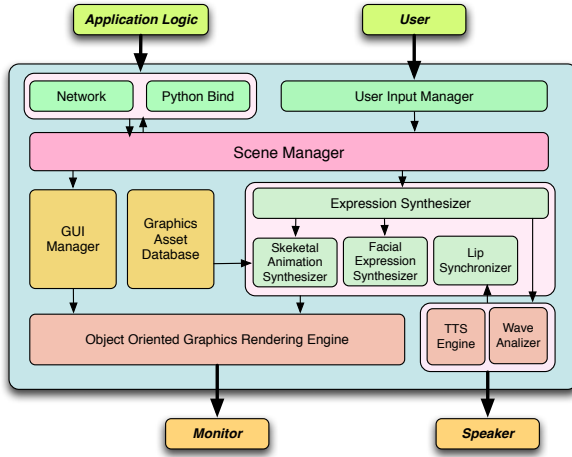 Application Logic
User
Network
Python Bind
User Input Manager
Scene Manager
GUI
Manager
Graphics
Asset
Database
Expression Synthesizer
Skeketal
Animation
Synthesizer
Facial
Expression
Synthesizer
Lip
Synchronizer
Object Oriented Graphics Rendering Engine
TTS
Engine
Wave
Analizer
Monitor
Speaker